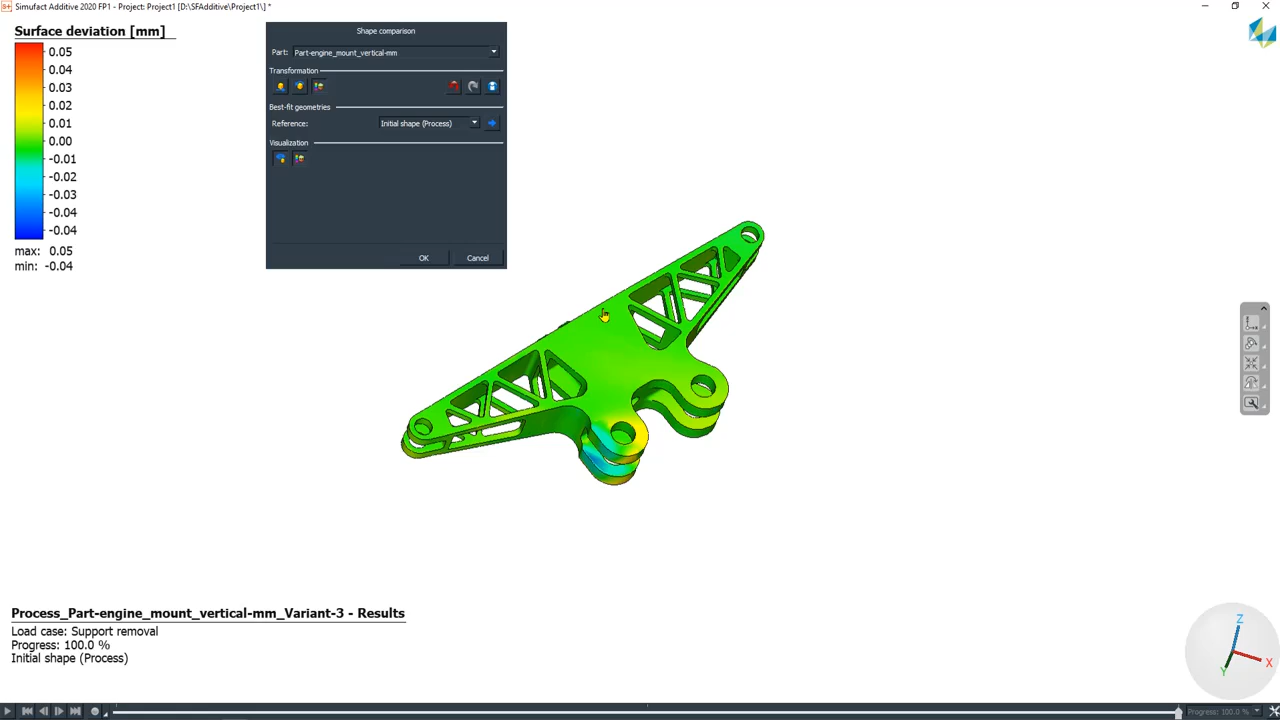 Simufact Additive 2020 FP1 - Project: Project1 [D:\SFAdditive\Project1\] *
Surface deviation [mm]
0.05
0.04
0.03
0.02
0.01
0.00
-0.01
-0.02
-0.03
-0.04
-0.04
max: 0.05
min: -0.04
Shape comparison
Part: Part-engine_mount_vertical-mm
Transformation
Best-fit geometries
Reference: Initial shape (Process)
Visualization
OK Cancel
Process_Part-engine_mount_vertical-mm_Variant-3 - Results
Load case: Support removal
Progress: 100.0 %
Initial shape (Process)
Z
X
Y
Progress: 100.0 %